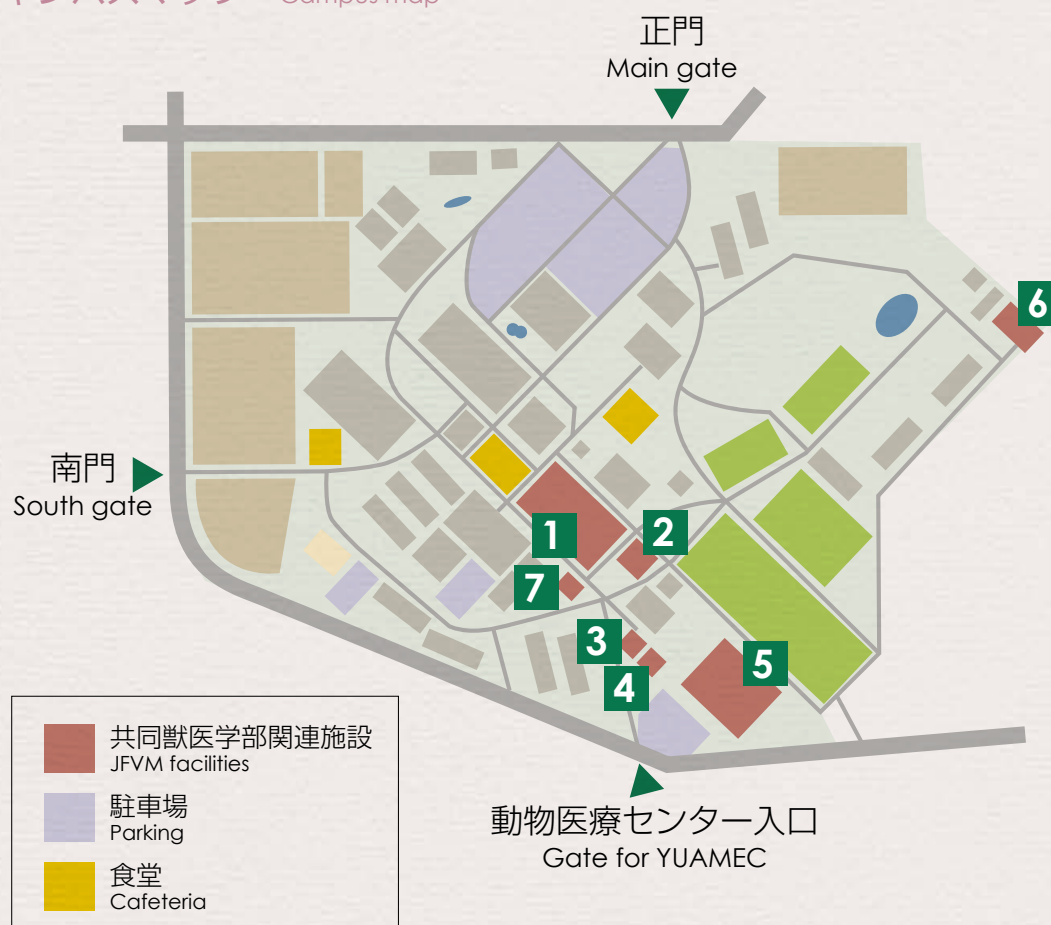 Campus map
正門
Main gate
6
南門
South gate
1
2
7
3
5
4
共同獣医学部関連施設
JFVM facilities
駐車場
Parking
食堂
Cafeteria
動物医療センター入口
Gate for YUAMEC